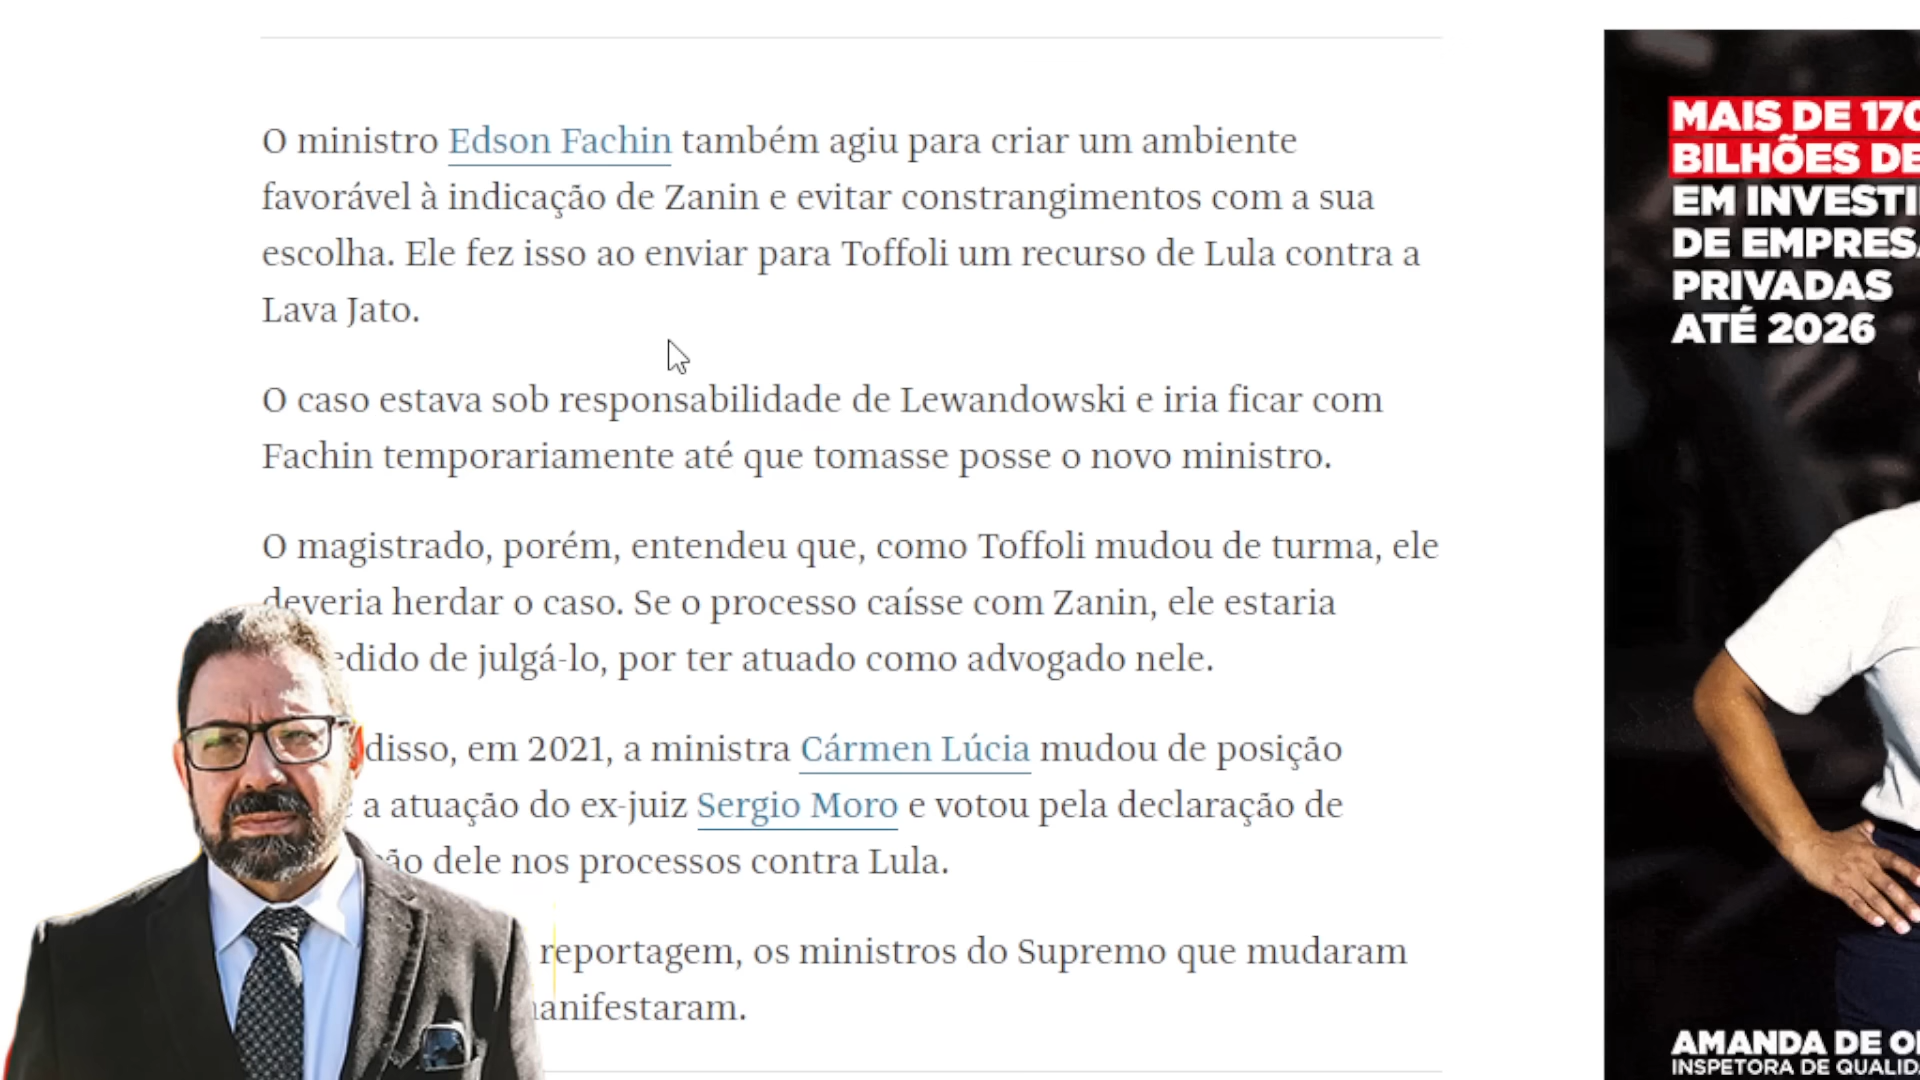 O ministro Edson Fachin também agiu para criar um ambiente
favorável à indicação de Zanin e evitar constrangimentos com a sua
escolha. Ele fez isso ao enviar para Toffoli um recurso de Lula contra a
Lava Jato.
O caso estava sob responsabilidade de Lewandowski e iria ficar com
Fachin temporariamente até que tomasse posse o novo ministro.
O magistrado, porém, entendeu que, como Toffoli mudou de turma, ele
deveria herdar o caso. Se o processo caísse com Zanin, ele estaria
edido de julgá-lo, por ter atuado como advogado nele.
disso, em 2021, a ministra Cármen Lúcia mudou de posição
a atuação do ex-juiz Sergio Moro e votou pela declaração de
ão dele nos processos contra Lula.
reportagem, os ministros do Supremo que mudaram
anifestaram.
MAIS DE 170
BILHÕES DE
EM INVESTI
DE EMPRESA
PRIVADAS
ATÉ 2026
AMANDA DE
INSPETORA DE QUALID